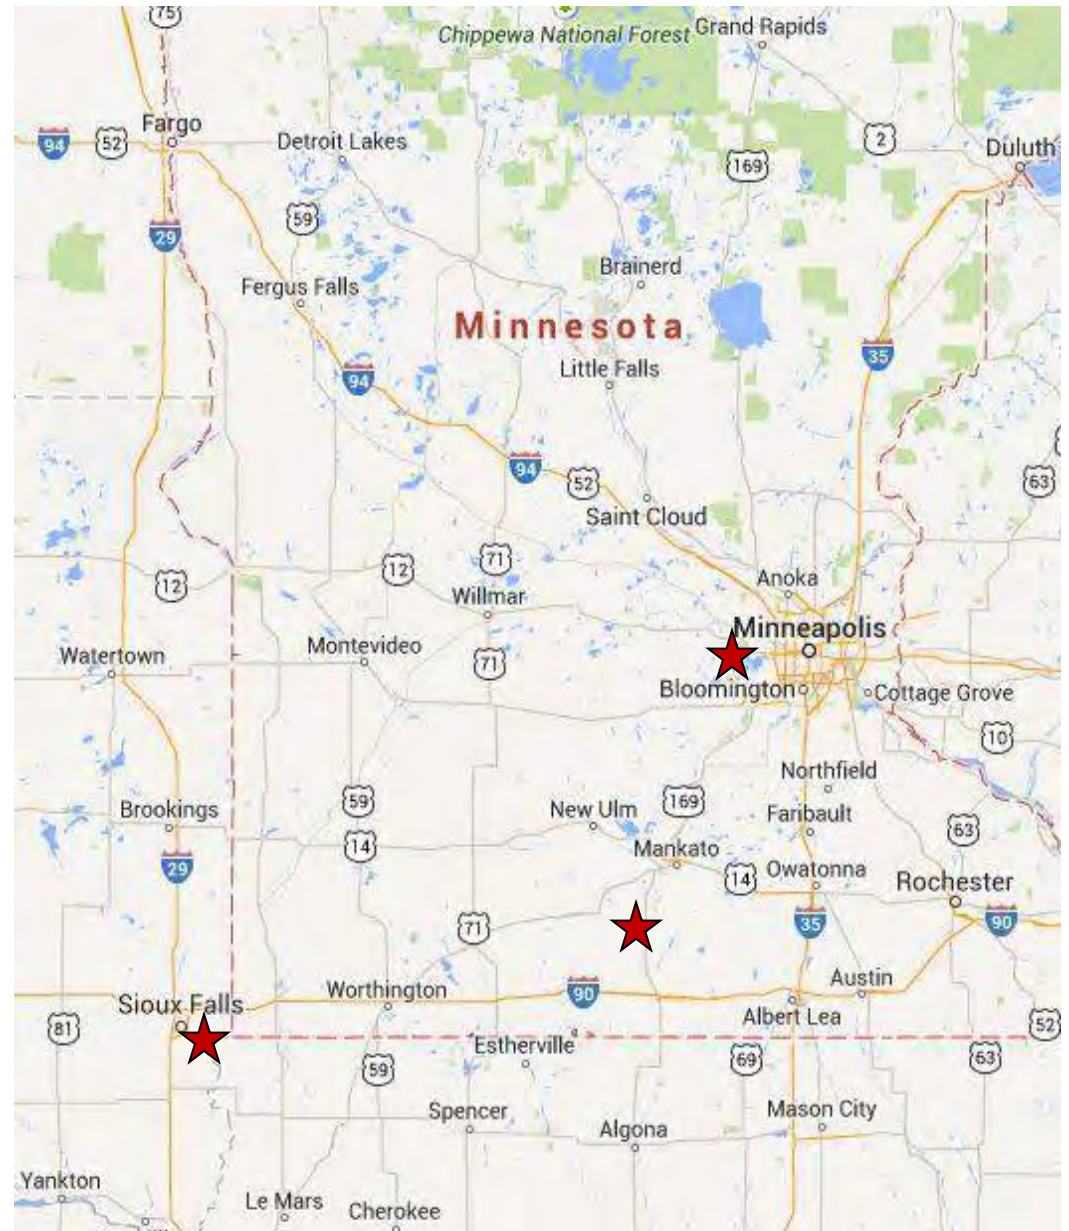 75
Chippewa National Forest
Grand Rapids
Fargo
94
52
Detroit Lakes
2
Duluth
169
59
29
Brainerd
Fergus Falls
Minnesota
35
Little Falls
94
94
52
63
Saint Cloud
71
12
12
Anoka
Willmar
Minneapolis
Montevideo
Watertown
71
Bloomington
Cottage Grove
10
Northfield
59
New Ulm
169
Brookings
Faribault
63
14
Mankato
29
14
Owatonna
Rochester
71
35
90
Austin
Worthington
90
Sioux Falls
Albert Lea
81
52
Estherville
59
69
63
Spencer
Mason City
Algona
Yankton
Le Mars
Cherokee